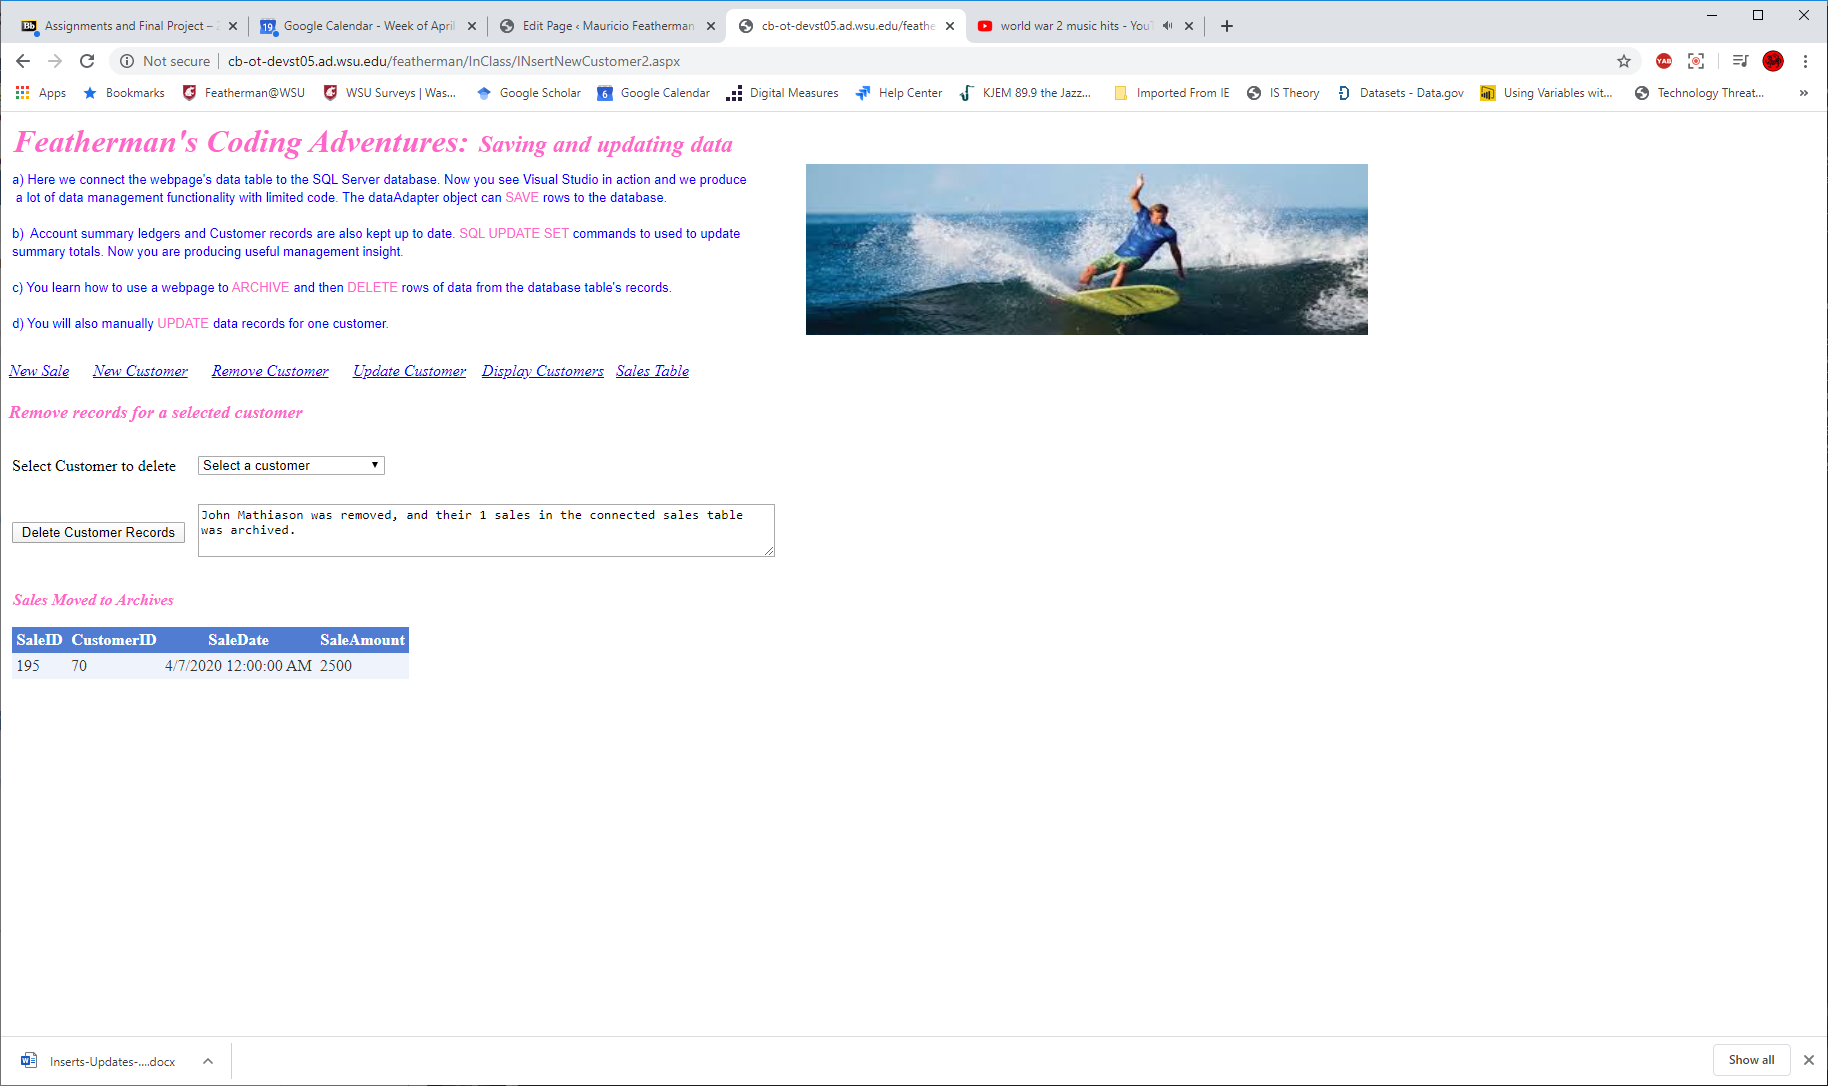 Assignments and Final Project –
Google Calendar - Week of April
Edit Page ‹ Mauricio Featherman
cb-ot-devst05.ad.wsu.edu/feathe
world war 2 music hits - YouT
Not secure
cb-ot-devst05.ad.wsu.edu/featherman/InClass/INsertNewCustomer2.aspx
Apps
Bookmarks
Featherman@WSU
WSU Surveys | Was...
Google Scholar
Google Calendar
Digital Measures
Help Center
KJEM 89.9 the Jazz...
Imported From IE
IS Theory
Datasets - Data.gov
Using Variables wit...
Technology Threat...
Featherman's Coding Adventures: Saving and updating data
a) Here we connect the webpage's data table to the SQL Server database. Now you see Visual Studio in action and we produce
a lot of data management functionality with limited code. The dataAdapter object can SAVE rows to the database.
b) Account summary ledgers and Customer records are also kept up to date. SQL UPDATE SET commands to used to update
summary totals. Now you are producing useful management insight.
c) You learn how to use a webpage to ARCHIVE and then DELETE rows of data from the database table's records.
d) You will also manually UPDATE data records for one customer.
New Sale New Customer Remove Customer Update Customer Display Customers Sales Table
Remove records for a selected customer
Select Customer to delete
Select a customer
Delete Customer Records
John Mathiason was removed, and their 1 sales in the connected sales table
was archived.
Sales Moved to Archives
SaleID CustomerID SaleDate SaleAmount
195 70 4/7/2020 12:00:00 AM 2500
Inserts-Updates-....docx
Show all